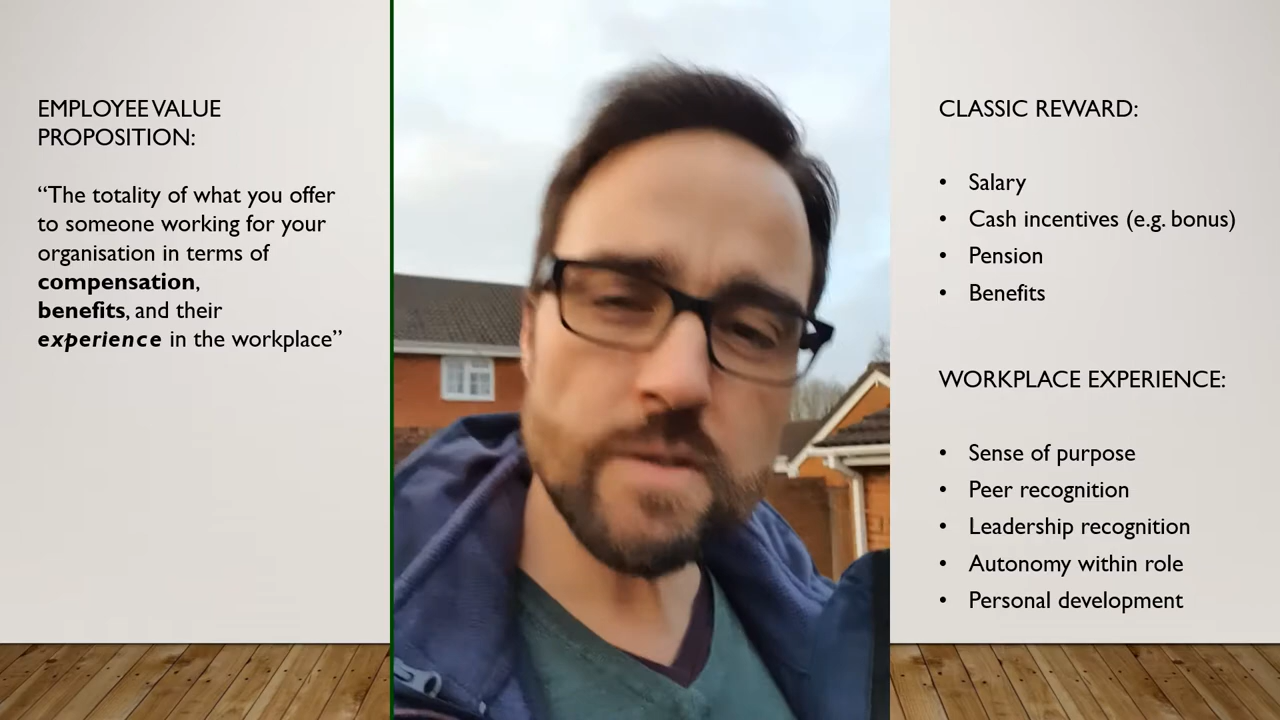 EMPLOYEE VALUE
PROPOSITION:
“The totality of what you offer
to someone working for your
organisation in terms of
compensation,
benefits, and their
experience in the workplace”
CLASSIC REWARD:
• Salary
• Cash incentives (e.g. bonus)
• Pension
• Benefits
WORKPLACE EXPERIENCE:
• Sense of purpose
• Peer recognition
• Leadership recognition
• Autonomy within role
• Personal development